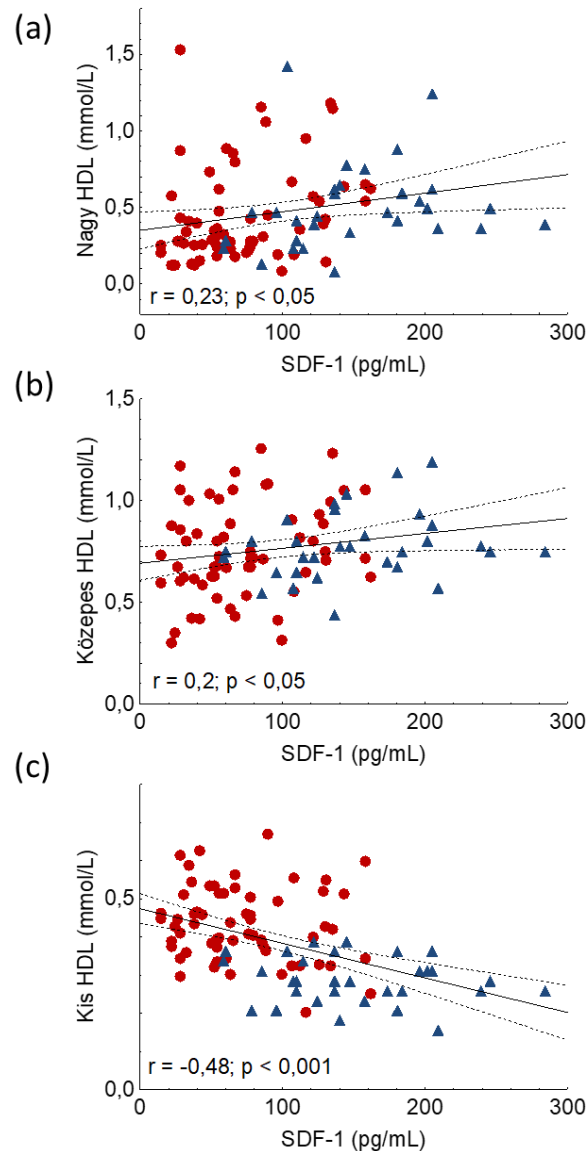 (a)
Nagy HDL (mmol/L)
1,5
1,0
0,5
0,0
r = 0,23; p < 0,05
0 100 200 300
SDF-1 (pg/mL)
(b)
Közepes HDL (mmol/L)
1,5
1,0
0,5
0,0
r = 0,2; p < 0,05
0 100 200 300
SDF-1 (pg/mL)
(c)
Kis HDL (mmol/L)
0,5
0,0
r = -0,48; p < 0,001
0 100 200 300
SDF-1 (pg/mL)